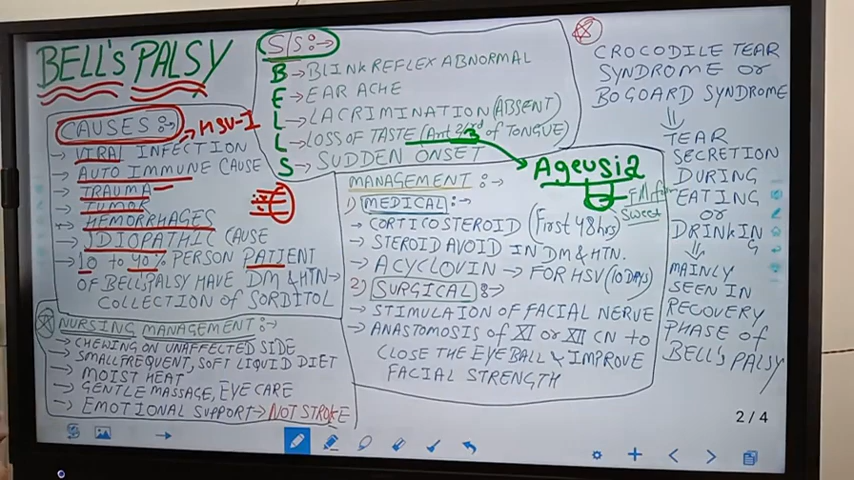 BELL's PALSY
CAUSES :→
HSV-I
→ VIRAL INFECTION
→ AUTO IMMUNE CAUSE
→ TRAUMA
→ TUMOR
→ HEMORRHAGES
→ IDIOPATHIC CAUSE
→ 10 to 40% PERSON PATIENT
OF BELL'SPALSY HAVE DM & HTN→
COLLECTION of SORDITOL
NURSING MANAGEMENT :→
→ CHEWING ON UNAFFECTED SIDE
→ SMALL FREQUENT, SOFT LIQUID DIET
→ MOIST HEAT
→ GENTLE MASSAGE, EYE CARE
→ EMOTIONAL SUPPORT→ NOT STROKE
S/S :→
B → BLINK REFLEX ABNORMAL
E → EAR ACHE
L → LACRIMINATION (ABSENT)
L → LOSS OF TASTE (Ant 2/3rd of TONGUE)
S → SUDDEN ONSET
Ageusia
Sweet
MANAGEMENT :→
1) MEDICAL :→
→ CORTICOSTEROID (First 48hrs)
→ STEROID AVOID IN DM & HTN.
→ ACYCLOVIN → FOR HSV (10 DAYS)
2) SURGICAL :→
→ STIMULATION OF FACIAL NERVE
→ ANASTOMOSIS of XI or XII CN to
CLOSE THE EYEBALL & IMPROVE
FACIAL STRENGTH
CROCODILE TEAR
SYNDROME or
BOGOARD SYNDROME
TEAR
SECRETION
DURING
EATING
or
DRINKING
MAINLY
SEEN IN
RECOVERY
PHASE of
BELL'S PALSY
2/4